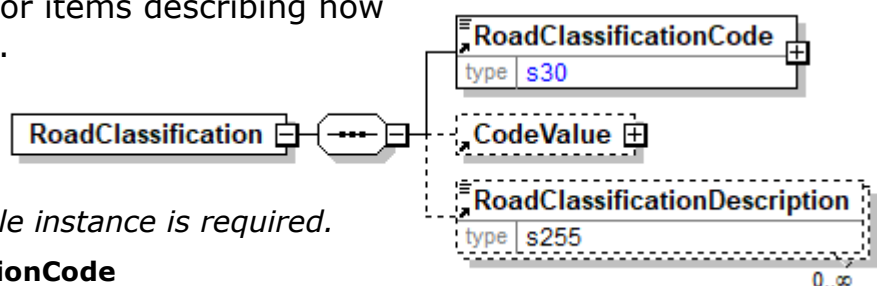 or items describing how
.
RoadClassification
RoadClassificationCode
type s30
CodeValue
RoadClassificationDescription
type s255
0..∞
le instance is required.
ionCode